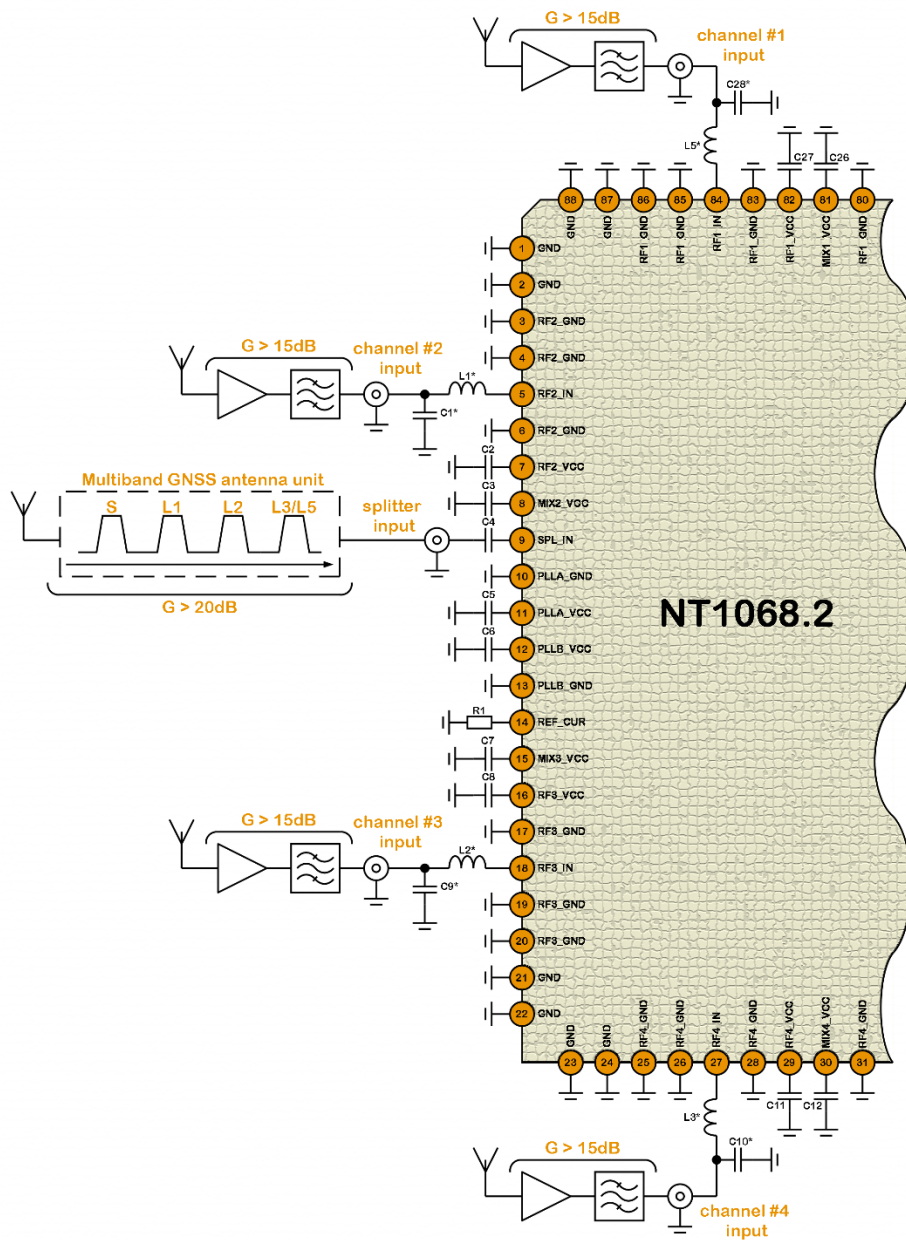 G > 15dB
channel #1
input
C28*
L5*
C27
C26
88
87
86
85
84
83
82
81
80
GND
GND
RF1_GND
RF1_GND
RF1_IN
RF1_GND
RF1_VCC
MIX1_VCC
RF1_GND
1 GND
2 GND
3 RF2_GND
4 RF2_GND
G > 15dB
channel #2
input
L1*
C1*
5 RF2_IN
6 RF2_GND
C2
7 RF2_VCC
C3
8 MIX2_VCC
Multiband GNSS antenna unit
S
L1
L2
L3/L5
splitter
input
C4
9 SPL_IN
G > 20dB
10 PLLA_GND
C5
11 PLLA_VCC
C6
12 PLLB_VCC
13 PLLB_GND
NT1068.2
R1
14 REF_CUR
C7
15 MIX3_VCC
C8
16 RF3_VCC
17 RF3_GND
G > 15dB
channel #3
input
L2*
C9*
18 RF3_IN
19 RF3_GND
20 RF3_GND
21 GND
22 GND
GND
GND
RF4_GND
RF4_GND
RF4_IN
RF4_GND
RF4_VCC
MIX4_VCC
RF4_GND
23
24
25
26
27
28
29
30
31
L3*
C11
C12
C10*
G > 15dB
channel #4
input